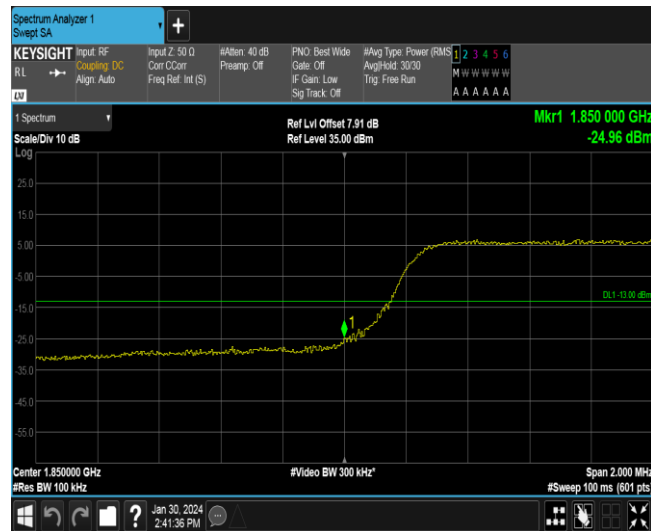 Spectrum Analyzer 1
Swept SA
+
KEYSIGHT
RL
LXI
Input: RF
Coupling: DC
Align: Auto
Input Z: 50 Ω
Corr CCorr
Freq Ref: Int (S)
#Atten: 40 dB
Preamp: Off
PNO: Best Wide
Gate: Off
IF Gain: Low
Sig Track: Off
#Avg Type: Power (RMS
Avg|Hold: 30/30
Trig: Free Run
1 2 3 4 5 6
M W W W W W
A A A A A A
1 Spectrum
Scale/Div 10 dB
Log
Ref Lvl Offset 7.91 dB
Ref Level 35.00 dBm
Mkr1 1.850 000 GHz
-24.96 dBm
25.0
15.0
5.00
-5.00
-15.0
-25.0
-35.0
-45.0
-55.0
DL1 -13.00 dBm
1
Center 1.85000 GHz
#Res BW 100 kHz
#Video BW 300 kHz*
Span 2.000 MHz
#Sweep 100 ms (601 pts)
?
Jan 30, 2024
2:41:36 PM